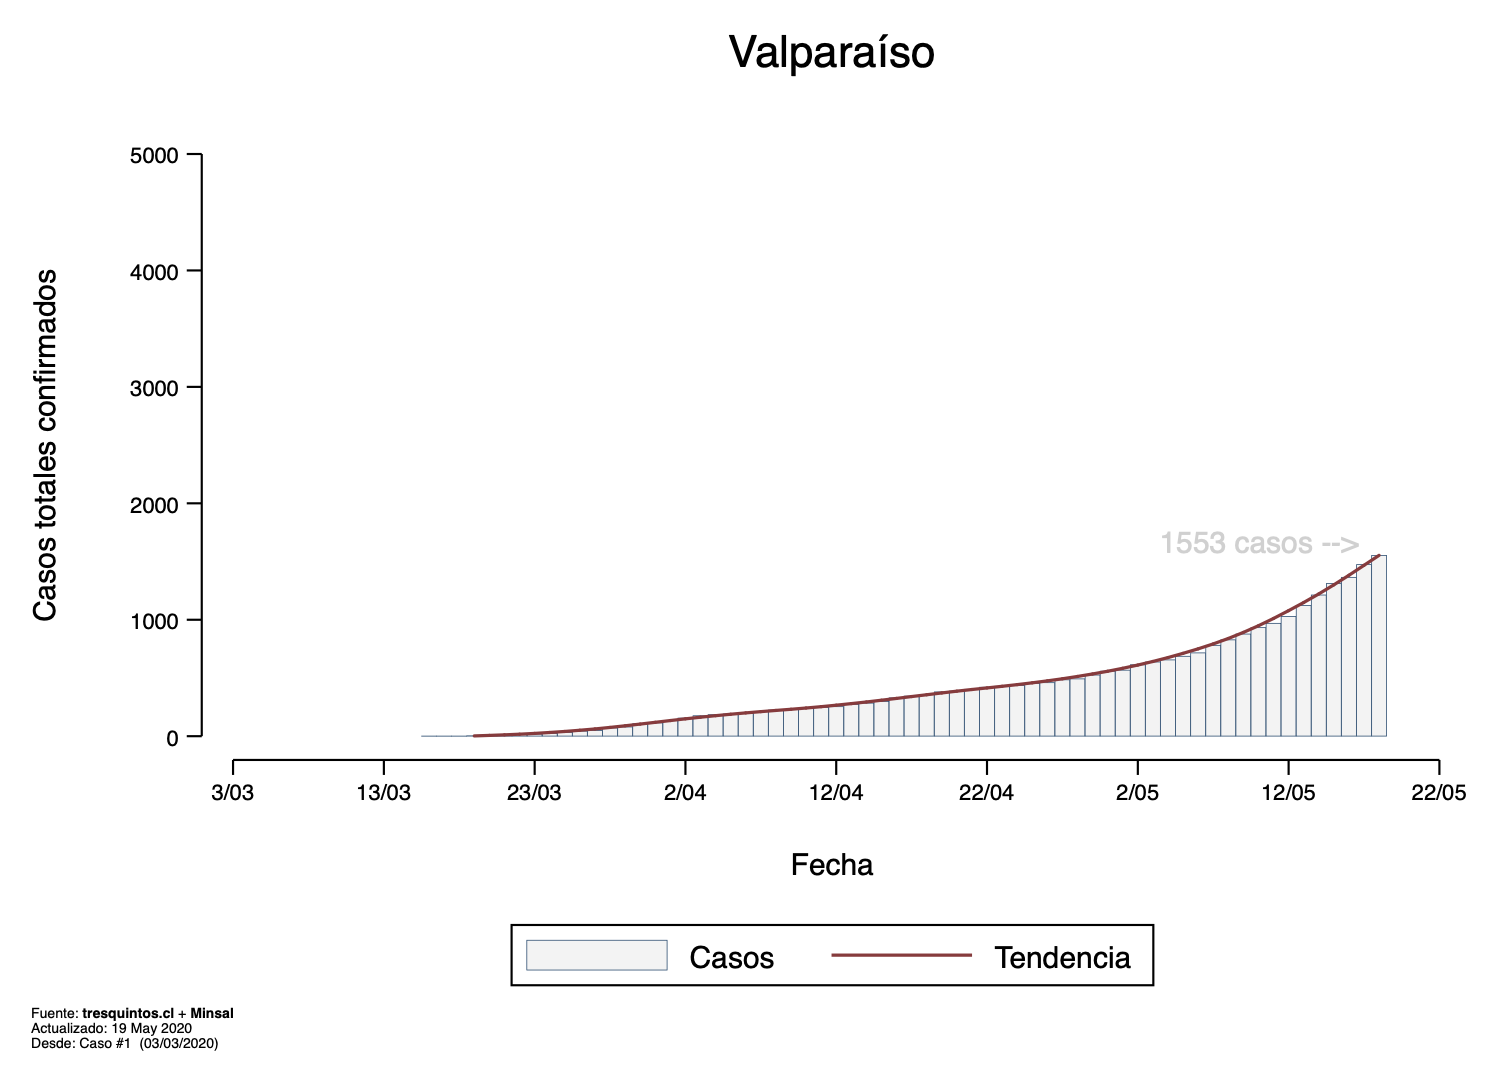 Valparaíso
Casos totales confirmados
5000
4000
3000
2000
1000
0
1553 casos -->
3/03 13/03 23/03 2/04 12/04 22/04 2/05 12/05 22/05
Fecha
Casos Tendencia
Fuente: tresquintos.cl + Minsal
Actualizado: 19 May 2020
Desde: Caso #1 (03/03/2020)